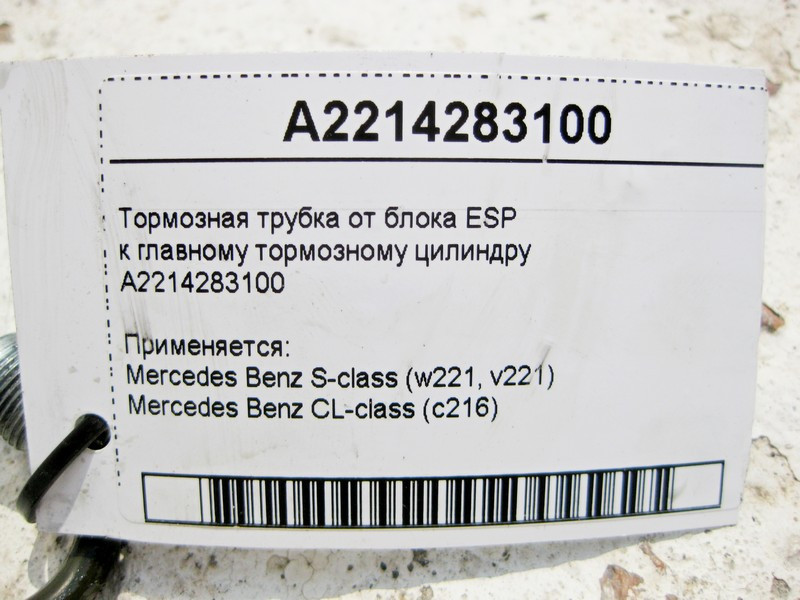 A2214283100
Тормозная трубка от блока ESP
к главному тормозному цилиндру
A2214283100
Применяется:
Mercedes Benz S-class (w221, v221)
Mercedes Benz CL-class (c216)